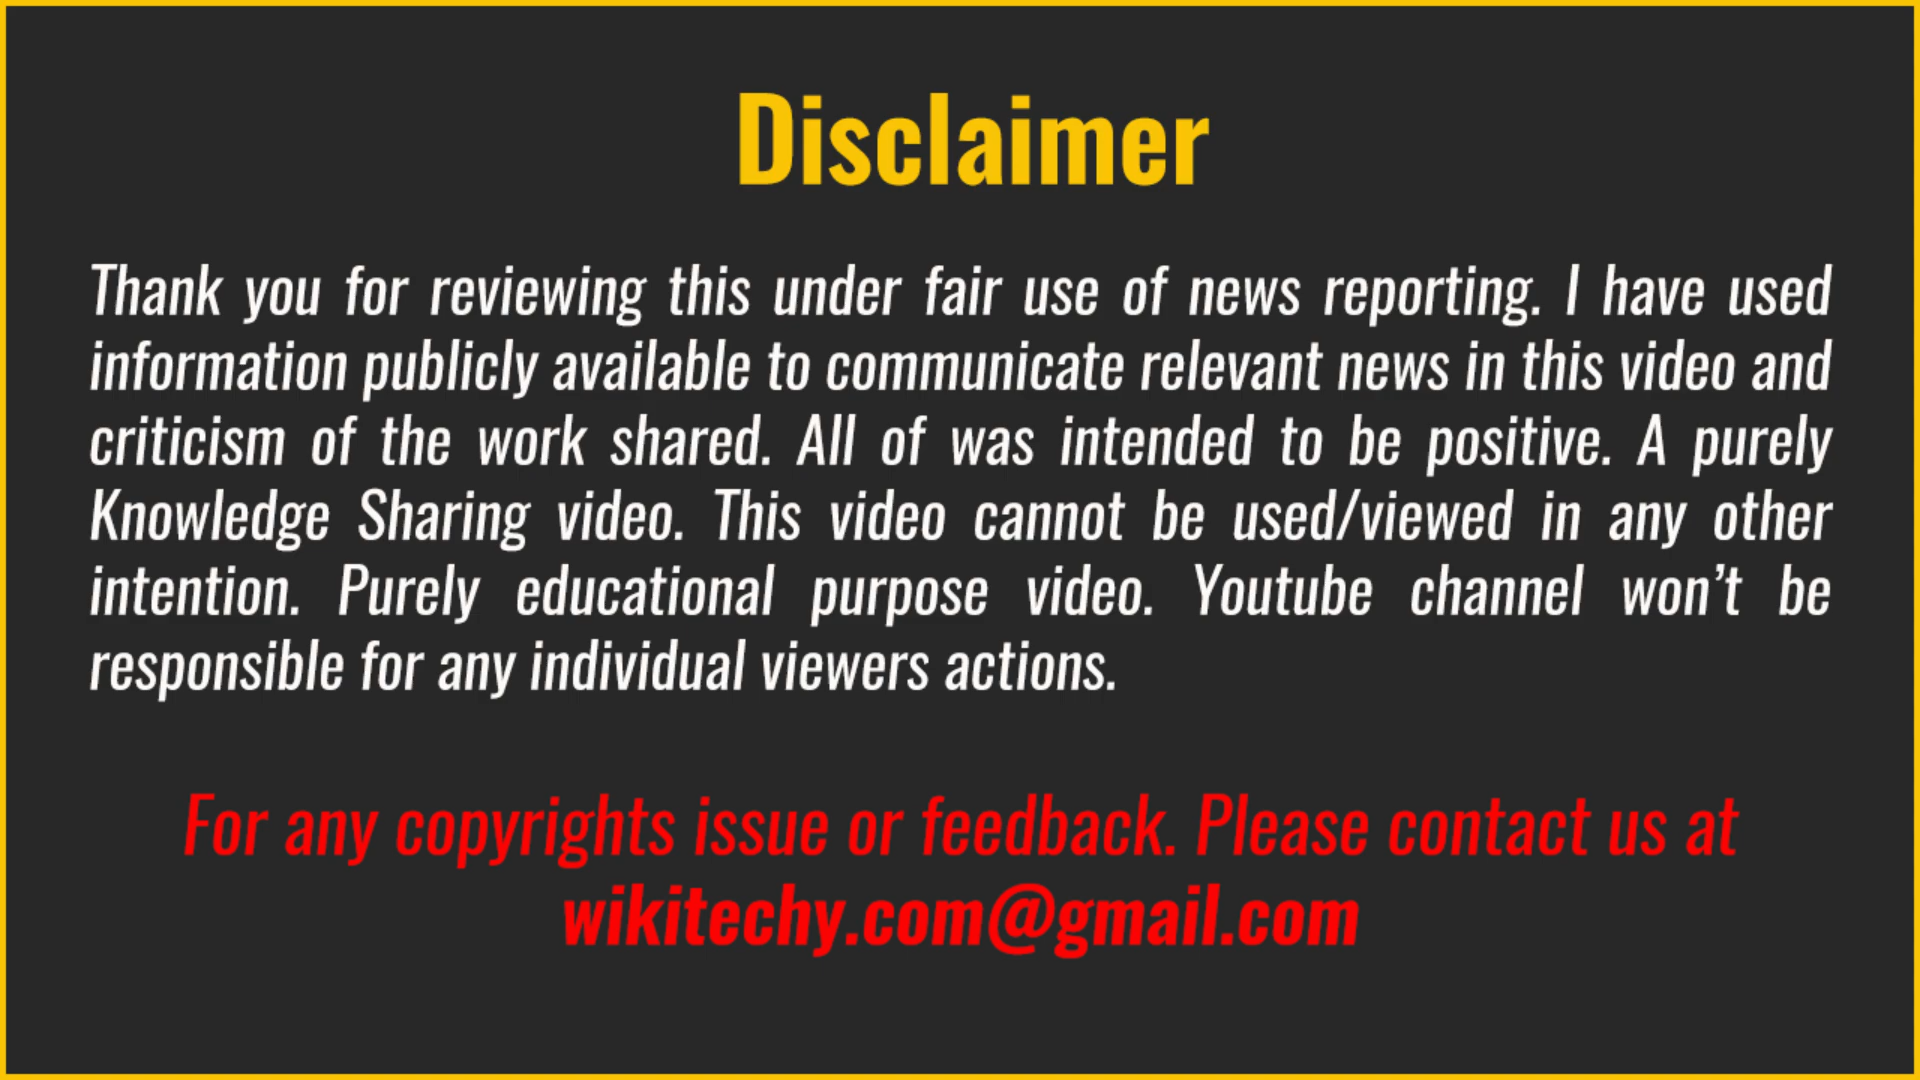 Disclaimer
Thank you for reviewing this under fair use of news reporting. I have used
information publicly available to communicate relevant news in this video and
criticism of the work shared. All of was intended to be positive. A purely
Knowledge Sharing video. This video cannot be used/viewed in any other
intention. Purely educational purpose video. Youtube channel won’t be
responsible for any individual viewers actions.
For any copyrights issue or feedback. Please contact us at
wikitechy.com@gmail.com